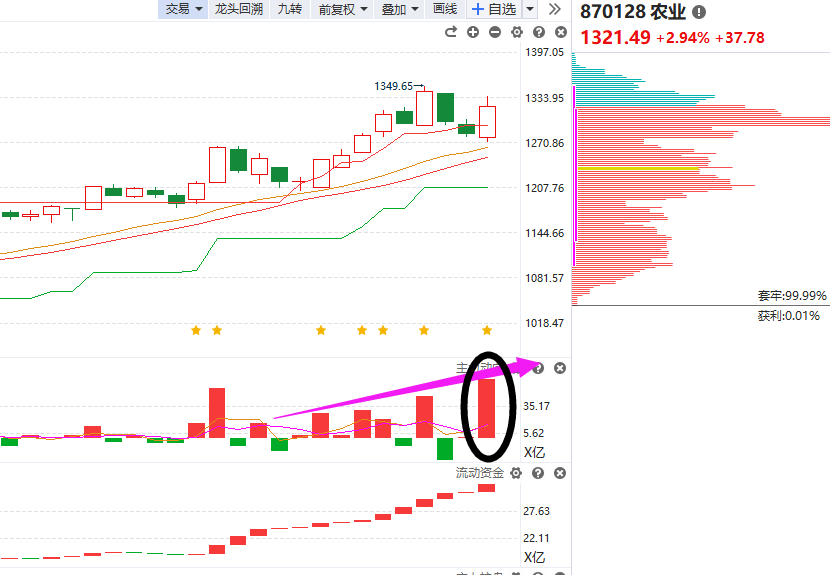 交易 龙头回溯 九转 前复权 叠加 画线 自选
870128 农业
1321.49 +2.94% +37.78
1397.05
1349.65
1333.95
1270.86
1207.76
1144.66
1081.57
1018.47
套牢:99.99%
获利:0.01%
主
35.17
5.62
X亿
流动资金
27.63
22.11
X亿